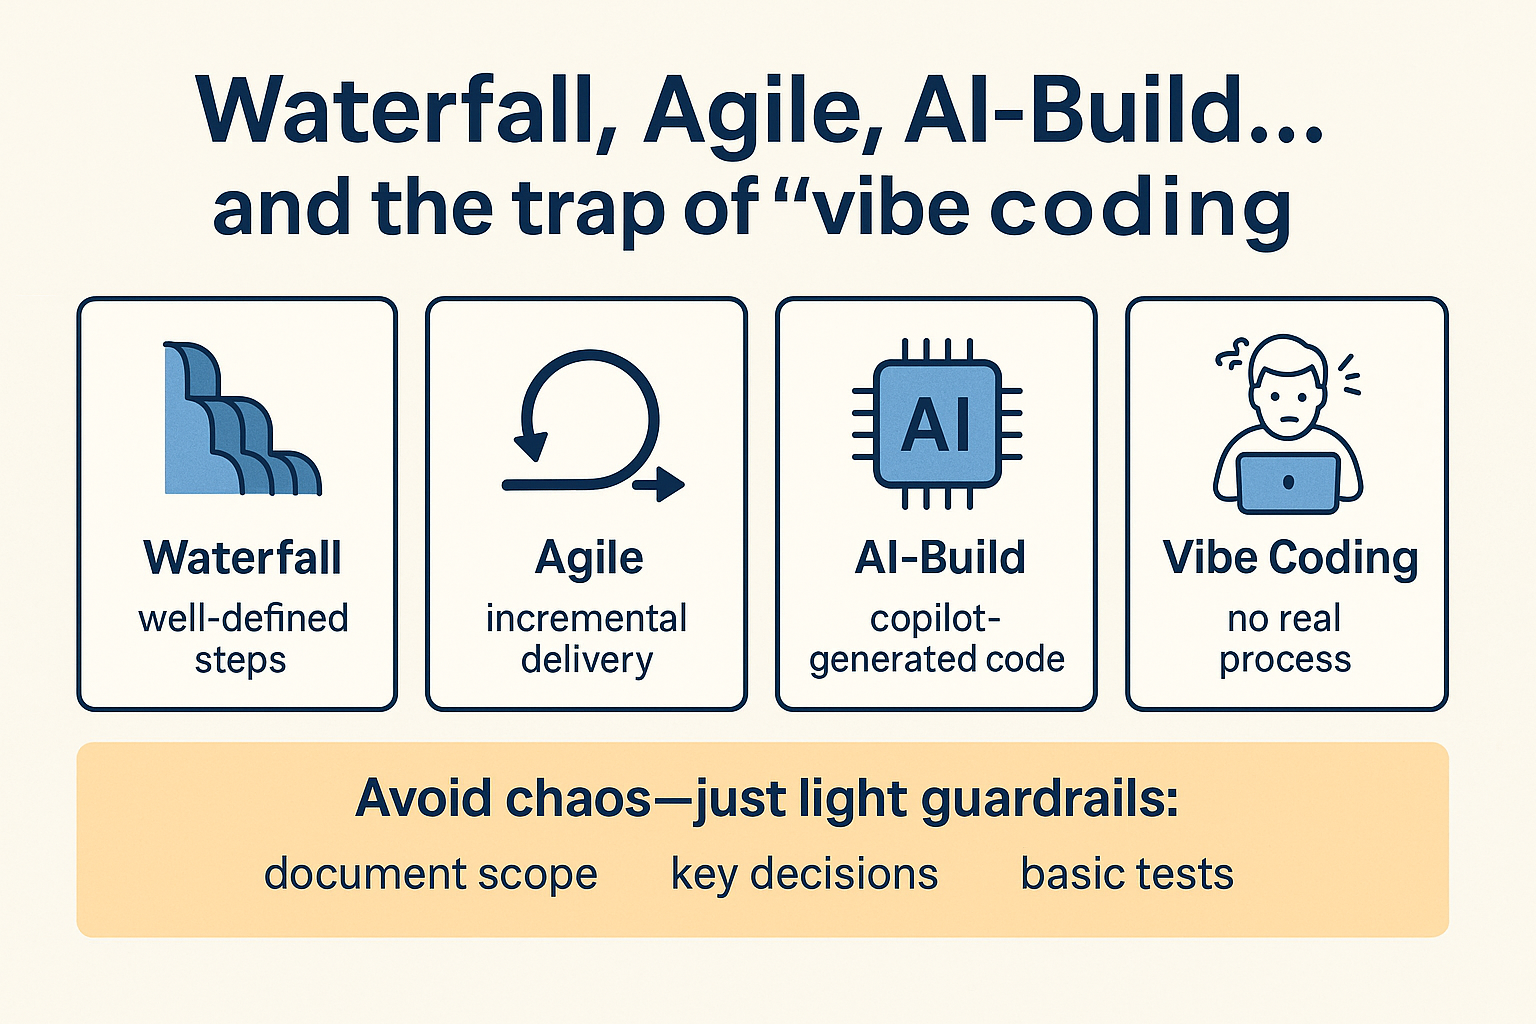 Waterfall, Agile, AI-Build...
and the trap of “vibe coding
AI
Waterfall
well-defined
steps
Agile
incremental
delivery
AI-Build
copilot-
generated code
Vibe Coding
no real
process
Avoid chaos—just light guardrails:
document scope key decisions basic tests